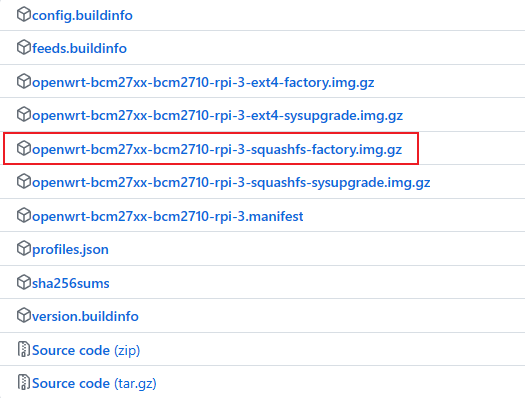 config.buildinfo
feeds.buildinfo
openwrt-bcm27xx-bcm2710-rpi-3-ext4-factory.img.gz
openwrt-bcm27xx-bcm2710-rpi-3-ext4-sysupgrade.img.gz
openwrt-bcm27xx-bcm2710-rpi-3-squashfs-factory.img.gz
openwrt-bcm27xx-bcm2710-rpi-3-squashfs-sysupgrade.img.gz
openwrt-bcm27xx-bcm2710-rpi-3.manifest
profiles.json
sha256sums
version.buildinfo
Source code (zip)
Source code (tar.gz)